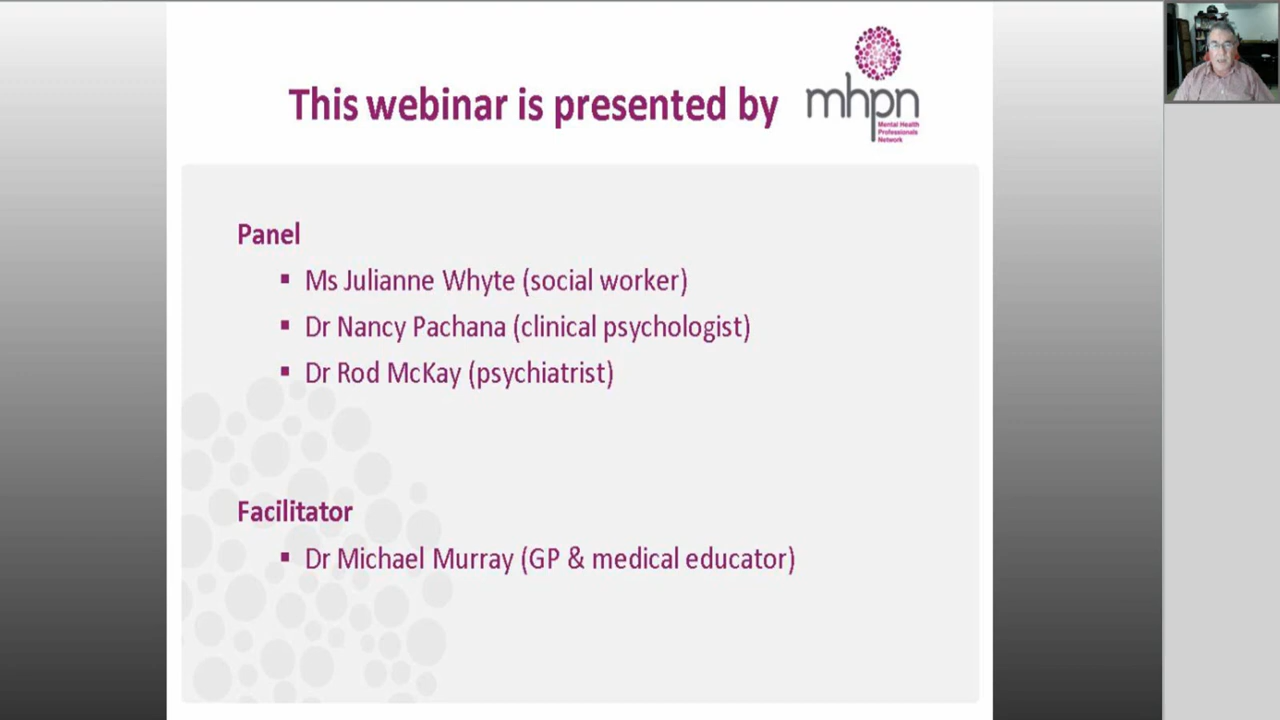 This webinar is presented by
mhpn
Mental Health
Professionals
Network
Panel
Ms Julianne Whyte (social worker)
Dr Nancy Pachana (clinical psychologist)
Dr Rod McKay (psychiatrist)
Facilitator
Dr Michael Murray (GP & medical educator)